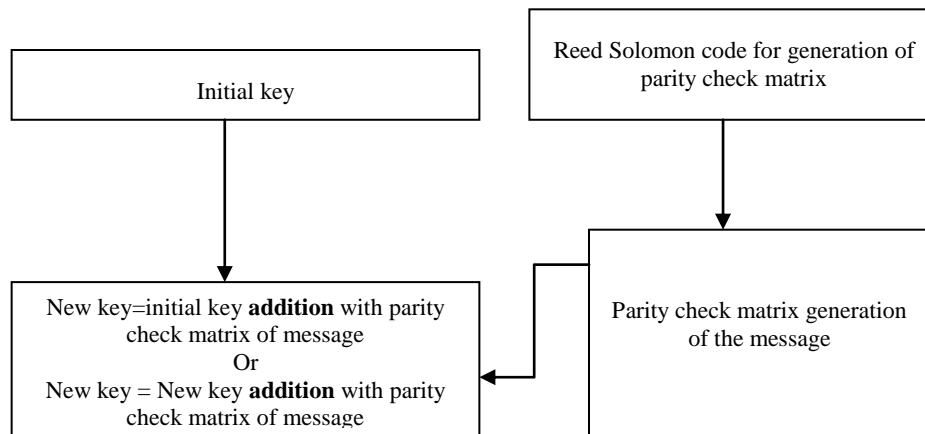 Initial key
Reed Solomon code for generation of
parity check matrix
New key=initial key addition with parity
check matrix of message
Or
New key = New key addition with parity
check matrix of message
Parity check matrix generation
of the message